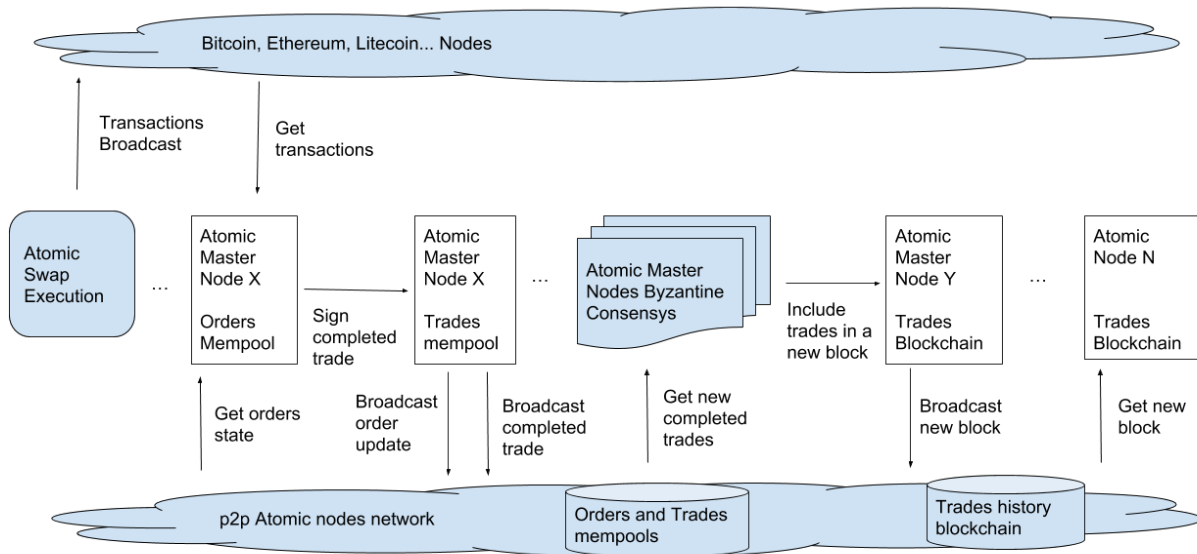 Bitcoin, Ethereum, Litecoin... Nodes
Transactions
Broadcast
Get
transactions
Atomic
Swap
Execution
...
Atomic
Master
Node X
Orders
Mempool
Sign
completed
trade
Atomic
Master
Node X
Trades
mempool
...
Atomic Master
Nodes Byzantine
Consensys
Include
trades in a
new block
Atomic
Master
Node Y
Trades
Blockchain
...
Atomic
Node N
Trades
Blockchain
Get orders
state
Broadcast
order
update
Broadcast
completed
trade
Get new
completed
trades
Broadcast
new block
Get new
block
p2p Atomic nodes network
Orders and Trades
mempools
Trades history
blockchain